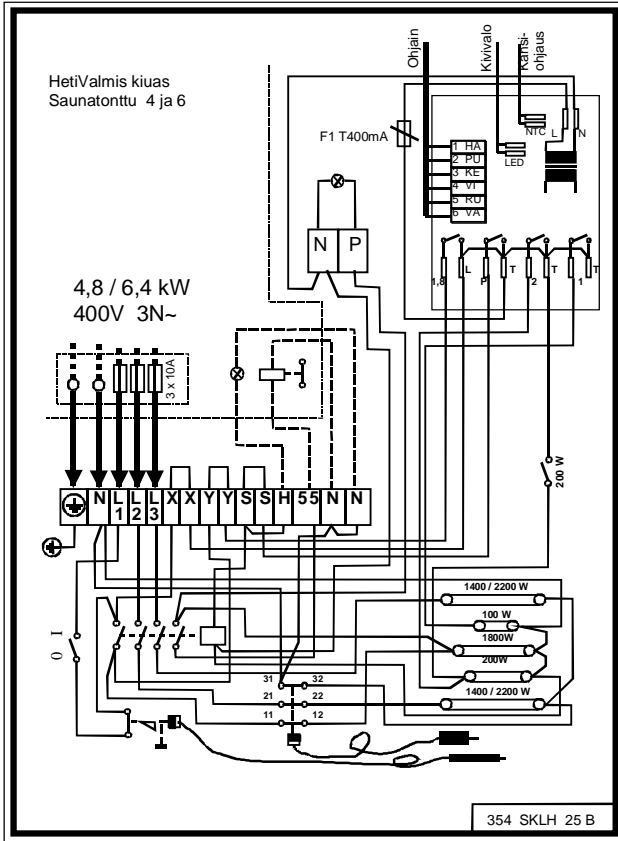 HetiValmis kiuas
Saunatonttu 4 ja 6
Ohjain
Kivivalo
Kansi-
ohjaus
F1 T400mA
NTC
L
N
LED
1 HA
2 PU
3 KE
4 VI
5 RU
6 VA
N P
1,8 L P T 2 T 1 T
4,8 / 6,4 kW
400V 3N~
3 x 10A
200 W
N L1 L2 L3 X X Y Y S S H 55 N N
I
0
1400 / 2200 W
100 W
1800W
200W
1400 / 2200 W
31 32
21 22
11 12
354 SKLH 25 B